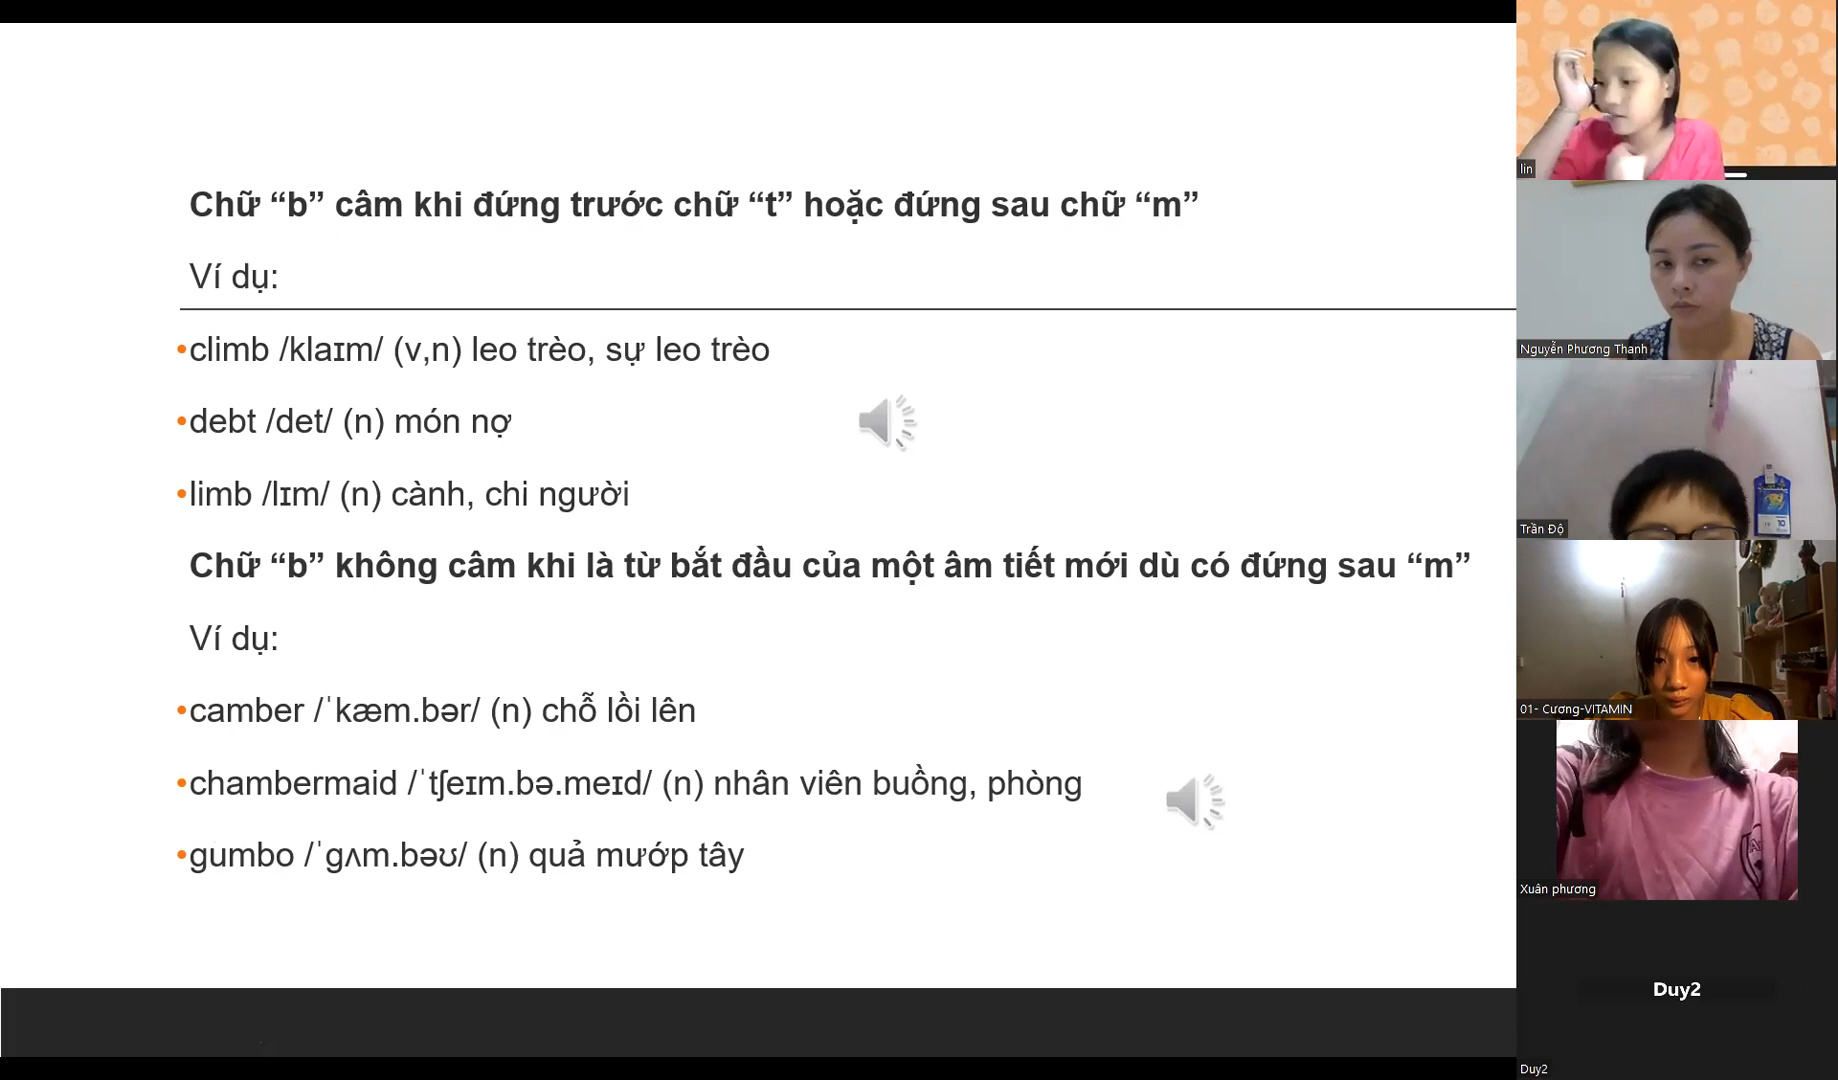 Chữ “b” câm khi đứng trước chữ “t” hoặc đứng sau chữ “m”
Ví dụ:
•climb /klaɪm/ (v,n) leo trèo, sự leo trèo
•debt /det/ (n) món nợ
•limb /lɪm/ (n) cành, chi người
Chữ “b” không câm khi là từ bắt đầu của một âm tiết mới dù có đứng sau “m”
Ví dụ:
•camber /ˈkæm.bər/ (n) chỗ lồi lên
•chambermaid /ˈtʃeɪm.bə.meɪd/ (n) nhân viên buồng, phòng
•gumbo /ˈgʌm.bəʊ/ (n) quả mướp tây
lin
Nguyễn Phương Thanh
Trần Độ
01- Cương-VITAMIN
Xuân phương
Duy2
Duy2